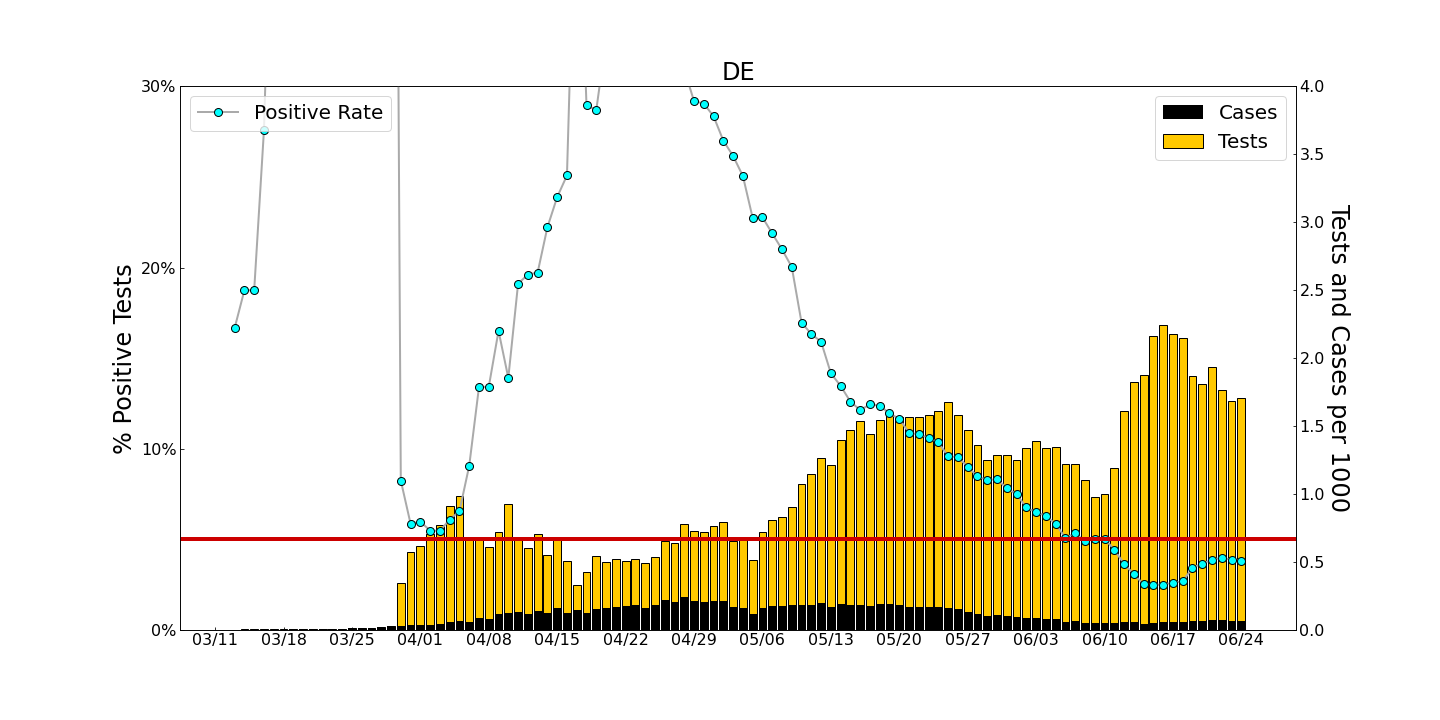 DE
Positive Rate
Cases
Tests
% Positive Tests
30%
20%
10%
0%
Tests and Cases per 1000
4.0
3.5
3.0
2.5
2.0
1.5
1.0
0.5
0.0
03/11 03/18 03/25 04/01 04/08 04/15 04/22 04/29 05/06 05/13 05/20 05/27 06/03 06/10 06/17 06/24